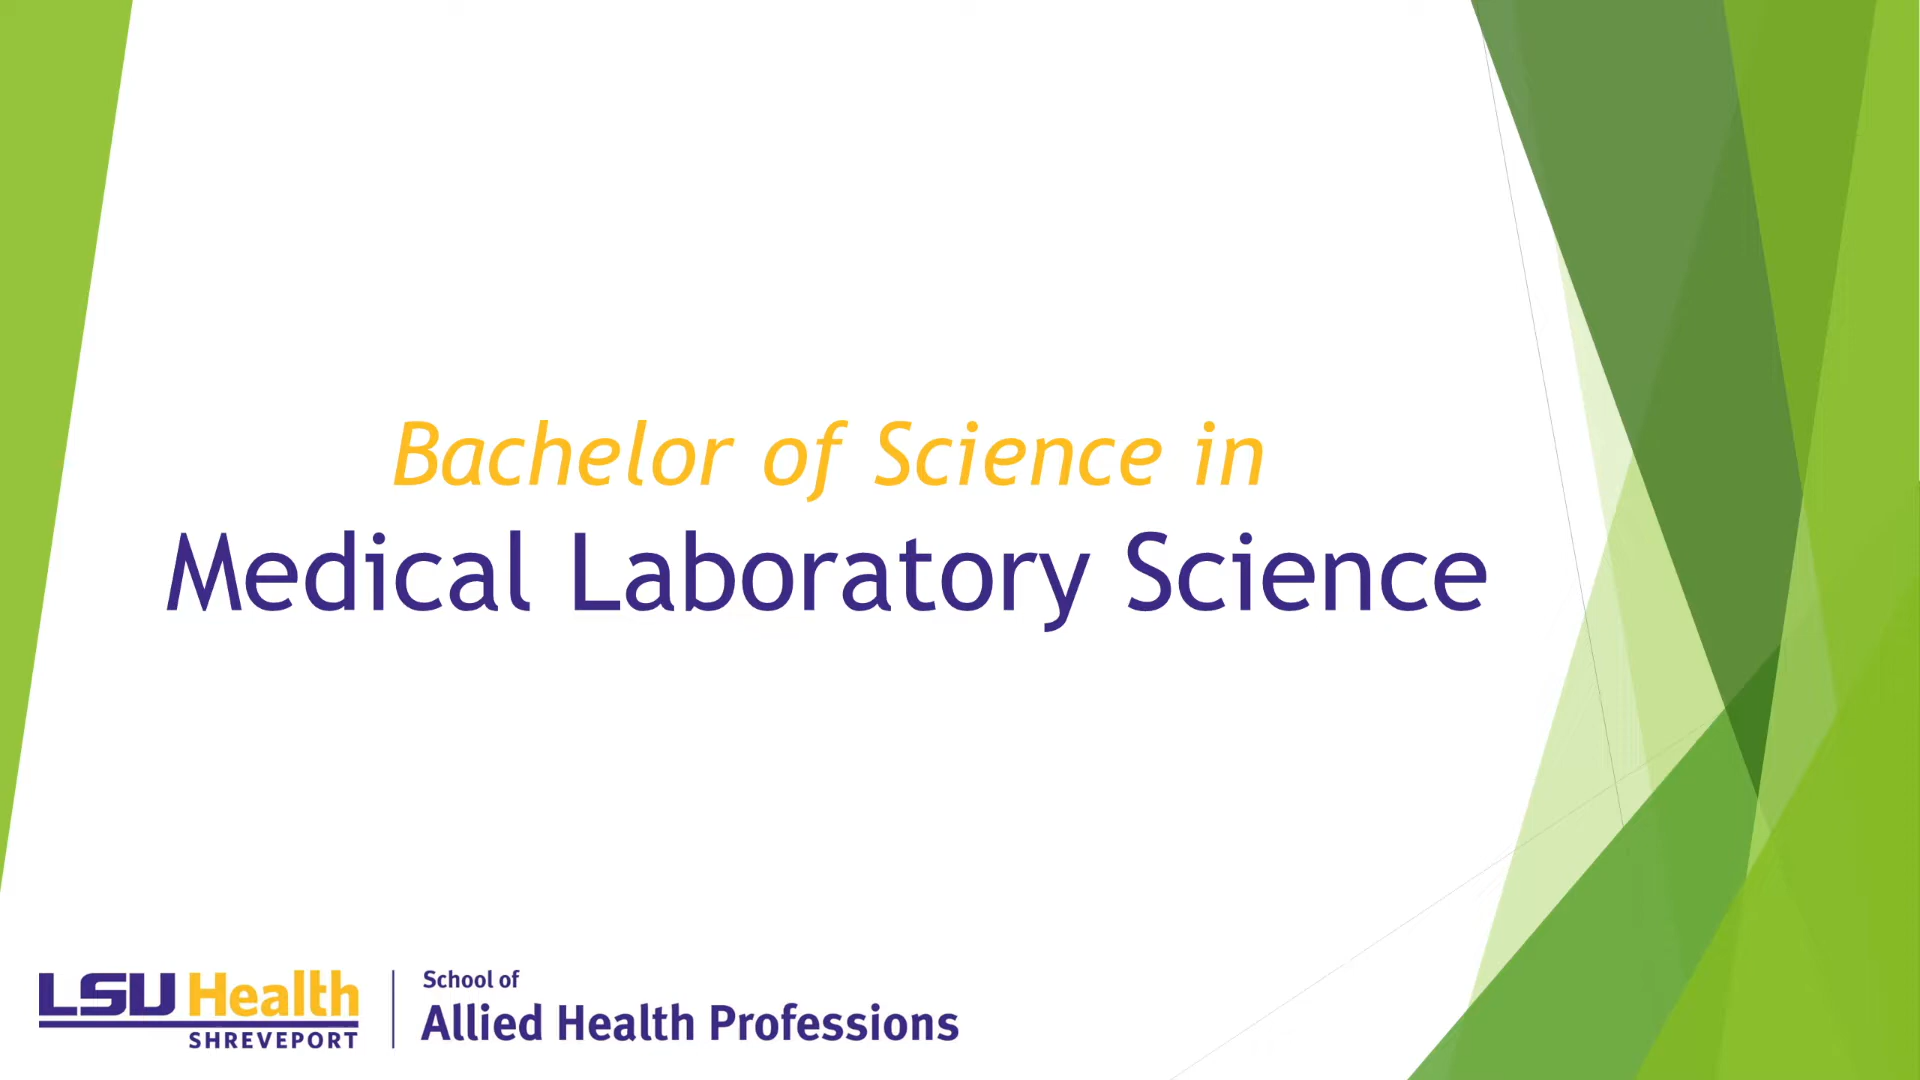 Bachelor of Science in
Medical Laboratory Science
LSU Health
SHREVEPORT
School of
Allied Health Professions